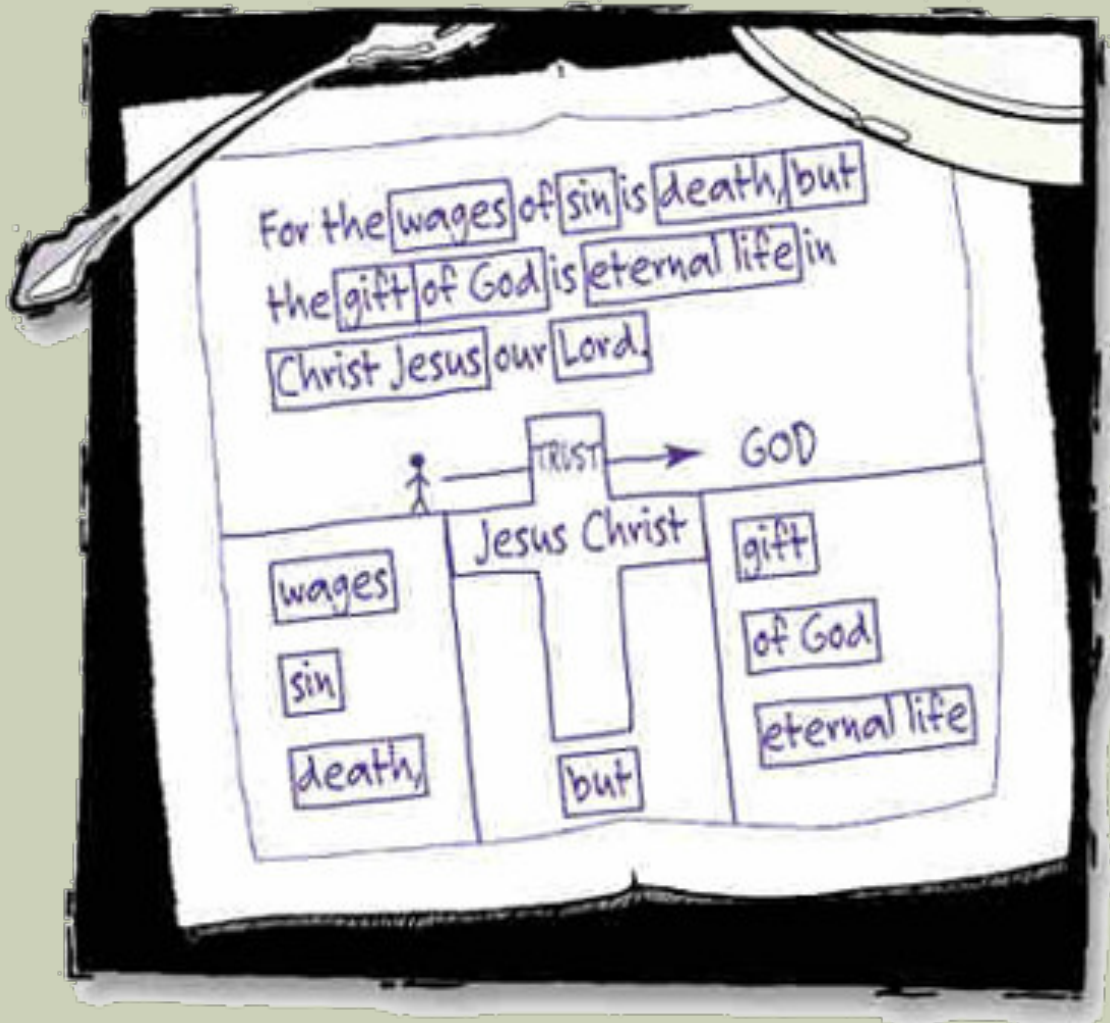 For the wages of sin is death, but
the gift of God is eternal life in
Christ Jesus our Lord.
TRUST
GOD
Jesus Christ
wages
sin
death,
but
gift
of God
eternal life